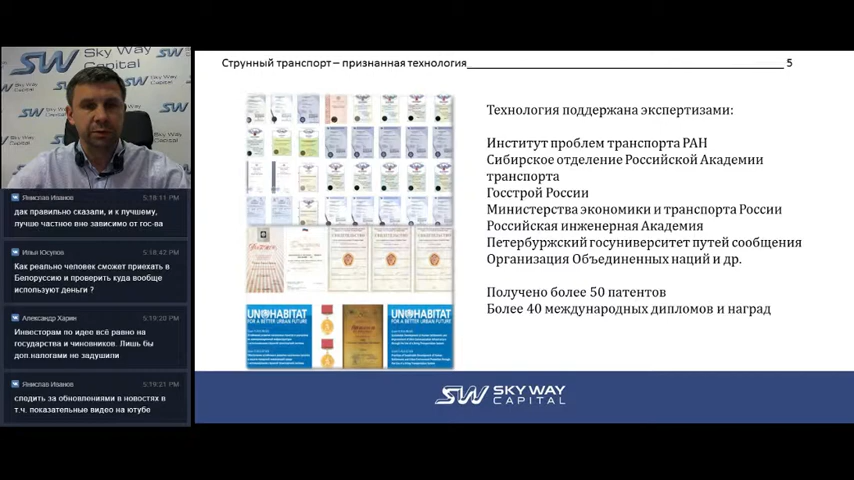 Sky Way
Capital
SW
Янислав Иванов 5:18:11 PM
дак правильно сказали, и к лучшему,
лучше частное вне зависимо от гос-ва
Илья Юсупов 5:18:42 PM
Как реально человек сможет приехать в
Белоруссию и проверить куда вообще
используют деньги ?
Александр Харин 5:19:20 PM
Инвесторам по идее всё равно на
государства и чиновников. Лишь бы
доп.налогами не задушили
Янислав Иванов 5:19:21 PM
следить за обновлениями в новостях в
т.ч. показательные видео на ютубе
Струнный транспорт – признанная технология 5
UN HABITAT
FOR A BETTER URBAN FUTURE
UN HABITAT
FOR A BETTER URBAN FUTURE
Технология поддержана экспертизами:
Институт проблем транспорта РАН
Сибирское отделение Российской Академии
транспорта
Госстрой России
Министерства экономики и транспорта России
Российская инженерная Академия
Петербуржский госуниверситет путей сообщения
Организация Объединенных наций и др.
Получено более 50 патентов
Более 40 международных дипломов и наград
SW SKY WAY
CAPITAL